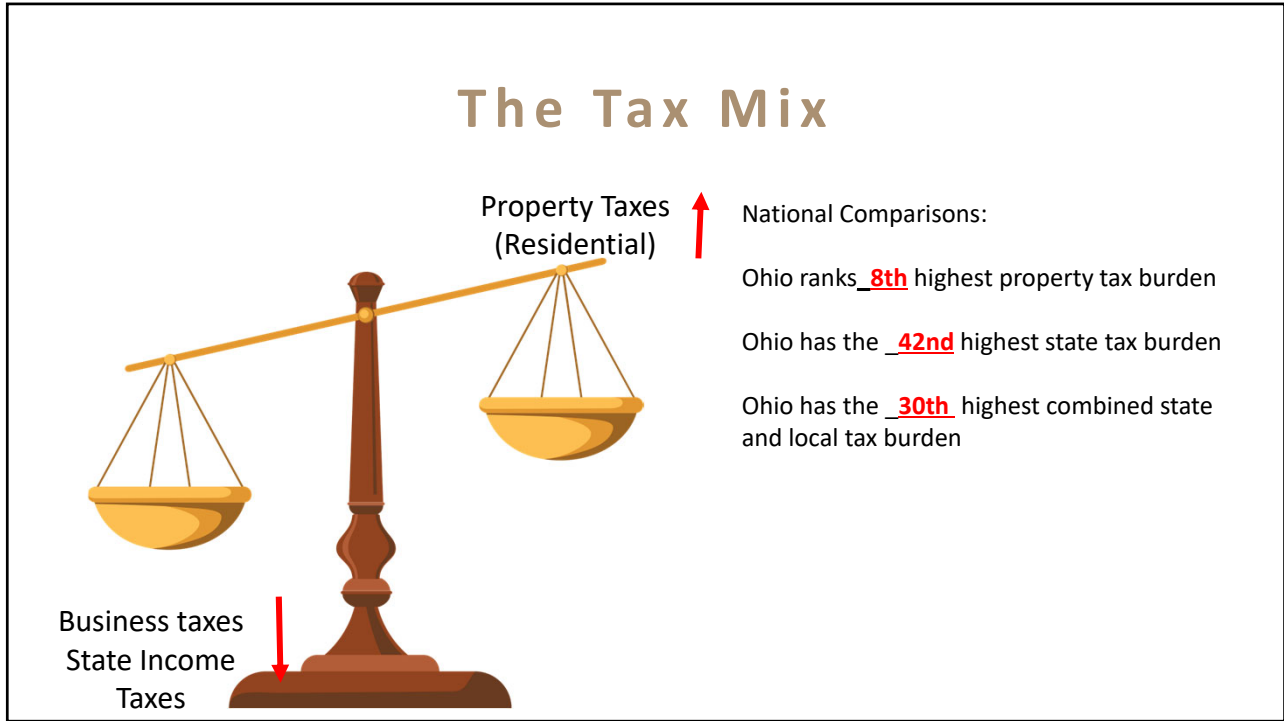 The Tax Mix
Property Taxes
(Residential)
National Comparisons:
Ohio ranks_8th highest property tax burden
Ohio has the _42nd highest state tax burden
Ohio has the _30th highest combined state
and local tax burden
Business taxes
State Income
Taxes